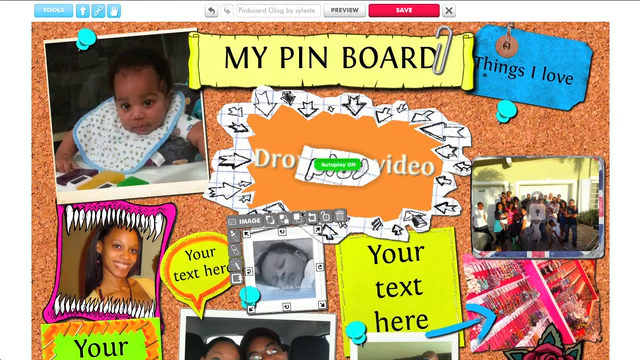 TOOLS
Pinboard Glog by syleste
PREVIEW
SAVE
MY PIN BOARD
Things I love
Drop video
Autoplay ON
IMAGE
Your
text here
Your
text
here
Your